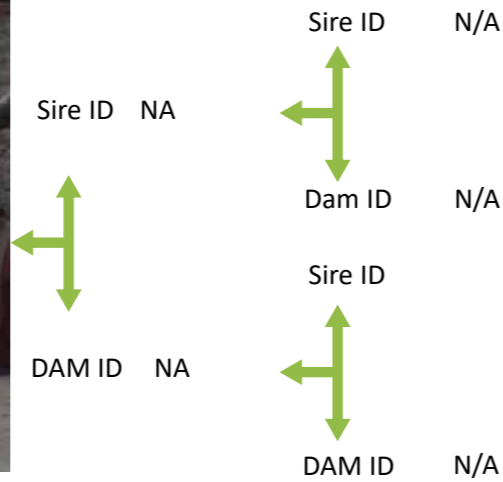 Sire ID N/A
Sire ID NA
Dam ID N/A
Sire ID
DAM ID NA
DAM ID N/A